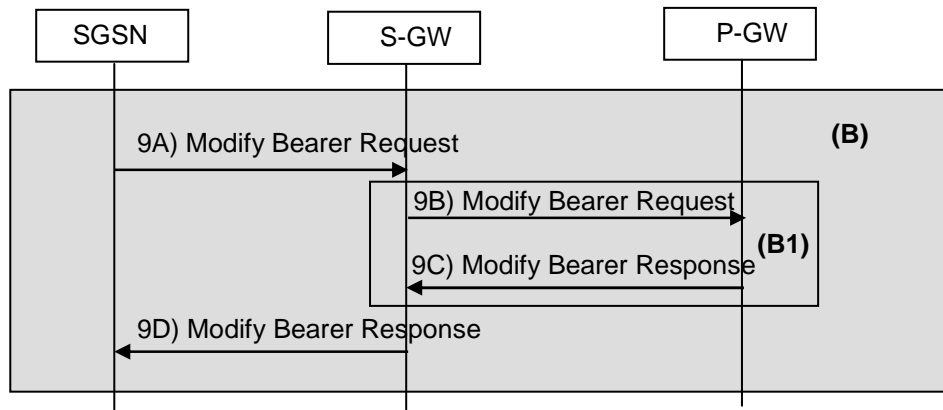 SGSN
S-GW
P-GW
(B)
9A) Modify Bearer Request
9B) Modify Bearer Request
(B1)
9C) Modify Bearer Response
9D) Modify Bearer Response